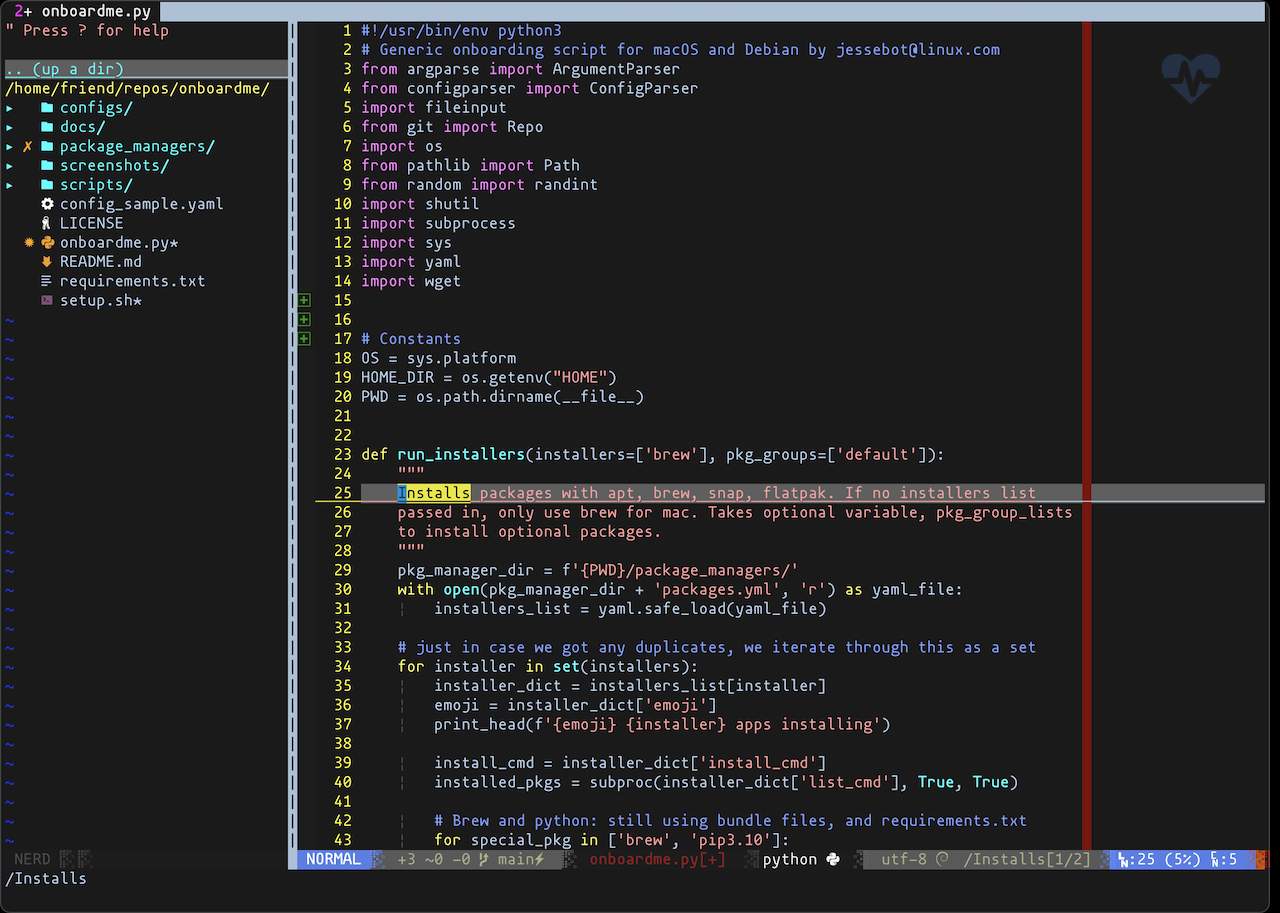 2+ onboardme.py
" Press ? for help
.. (up a dir)
/home/friend/repos/onboardme/
▸ configs/
▸ docs/
▸ ✗ package_managers/
▸ screenshots/
▸ scripts/
config_sample.yaml
LICENSE
✹ onboardme.py*
README.md
requirements.txt
setup.sh*
1 #!/usr/bin/env python3
2 # Generic onboarding script for macOS and Debian by jessebot@linux.com
3 from argparse import ArgumentParser
4 from configparser import ConfigParser
5 import fileinput
6 from git import Repo
7 import os
8 from pathlib import Path
9 from random import randint
10 import shutil
11 import subprocess
12 import sys
13 import yaml
14 import wget
+ 15
+ 16
+ 17 # Constants
18 OS = sys.platform
19 HOME_DIR = os.getenv("HOME")
20 PWD = os.path.dirname(__file__)
21
22
23 def run_installers(installers=['brew'], pkg_groups=['default']):
24     """
25     Installs packages with apt, brew, snap, flatpak. If no installers list
26     passed in, only use brew for mac. Takes optional variable, pkg_group_lists
27     to install optional packages.
28     """
29     pkg_manager_dir = f'{PWD}/package_managers/'
30     with open(pkg_manager_dir + 'packages.yml', 'r') as yaml_file:
31     ¦   installers_list = yaml.safe_load(yaml_file)
32
33     # just in case we got any duplicates, we iterate through this as a set
34     for installer in set(installers):
35     ¦   installer_dict = installers_list[installer]
36     ¦   emoji = installer_dict['emoji']
37     ¦   print_head(f'{emoji} {installer} apps installing')
38
39     ¦   install_cmd = installer_dict['install_cmd']
40     ¦   installed_pkgs = subproc(installer_dict['list_cmd'], True, True)
41
42     ¦   # Brew and python: still using bundle files, and requirements.txt
43     ¦   for special_pkg in ['brew', 'pip3.10']:
NERD
NORMAL +3 ~0 -0 main⚡ onboardme.py[+] python utf-8 /Installs[1/2] :25 (5%) :5
/Installs